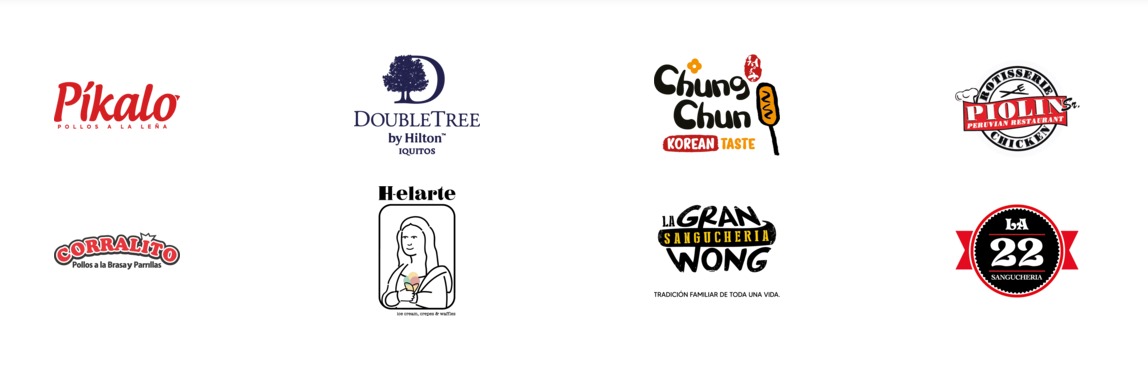 Píkalo
POLLOS A LA LEÑA
D
DOUBLETREE
by Hilton™
IQUITOS
Chung
Chun
KOREAN TASTE
ROTISSERIE
PIOLIN Sr.
PERUVIAN RESTAURANT
CHICKEN
CORRALITO
Pollos a la Brasa y Parrillas
Helarte
ice cream, crepes & waffles
LA GRAN
SANGUCHERIA
WONG
TRADICIÓN FAMILIAR DE TODA UNA VIDA.
LA
22
SANGUCHERIA